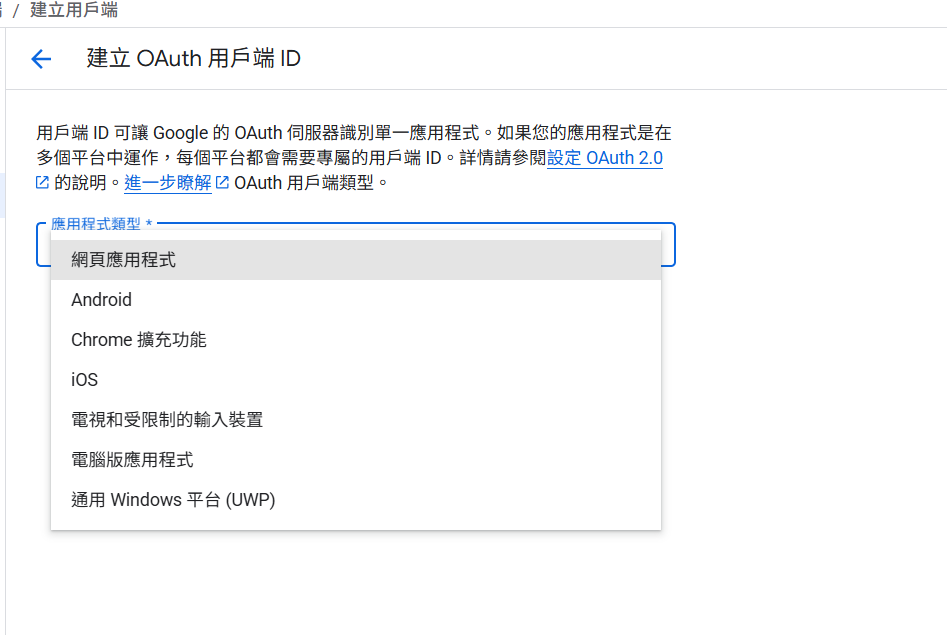 / 建立用戶端
建立 OAuth 用戶端 ID
用戶端 ID 可讓 Google 的 OAuth 伺服器識別單一應用程式。如果您的應用程式是在
多個平台中運作，每個平台都會需要專屬的用戶端 ID。詳情請參閱設定 OAuth 2.0
的說明。進一步瞭解 OAuth 用戶端類型。
應用程式類型 *
網頁應用程式
Android
Chrome 擴充功能
iOS
電視和受限制的輸入裝置
電腦版應用程式
通用 Windows 平台 (UWP)